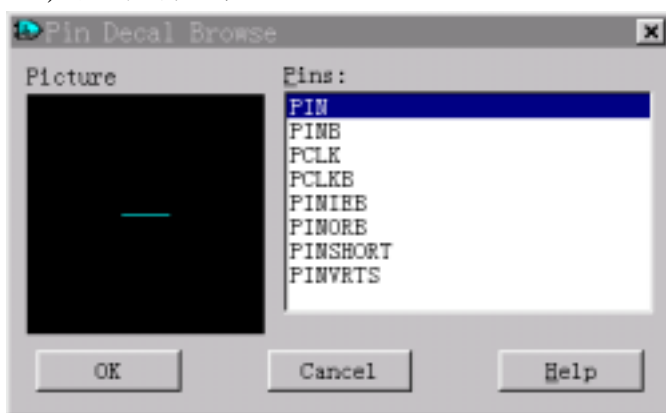 Pin Decal Browse
Picture
Pins:
PIN
PINB
PCLK
PCLKB
PINIEB
PINORB
PINSHORT
PINVRTS
OK
Cancel
Help